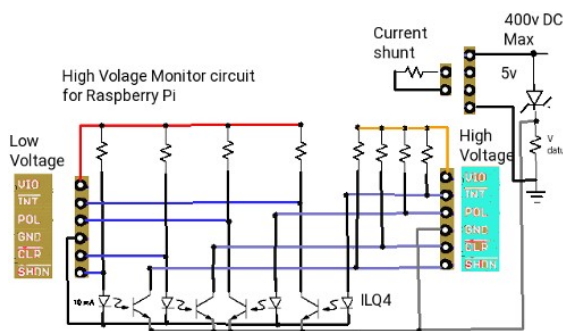 400v DC
Max
Current
shunt
5v
High Volage Monitor circuit
for Raspberry Pi
Low
Voltage
High
Voltage
V
datu
VIO
INT
POL
GND
CLR
SHDN
VIO
INT
POL
GND
CLR
SHDN
10 mA
ILQ4